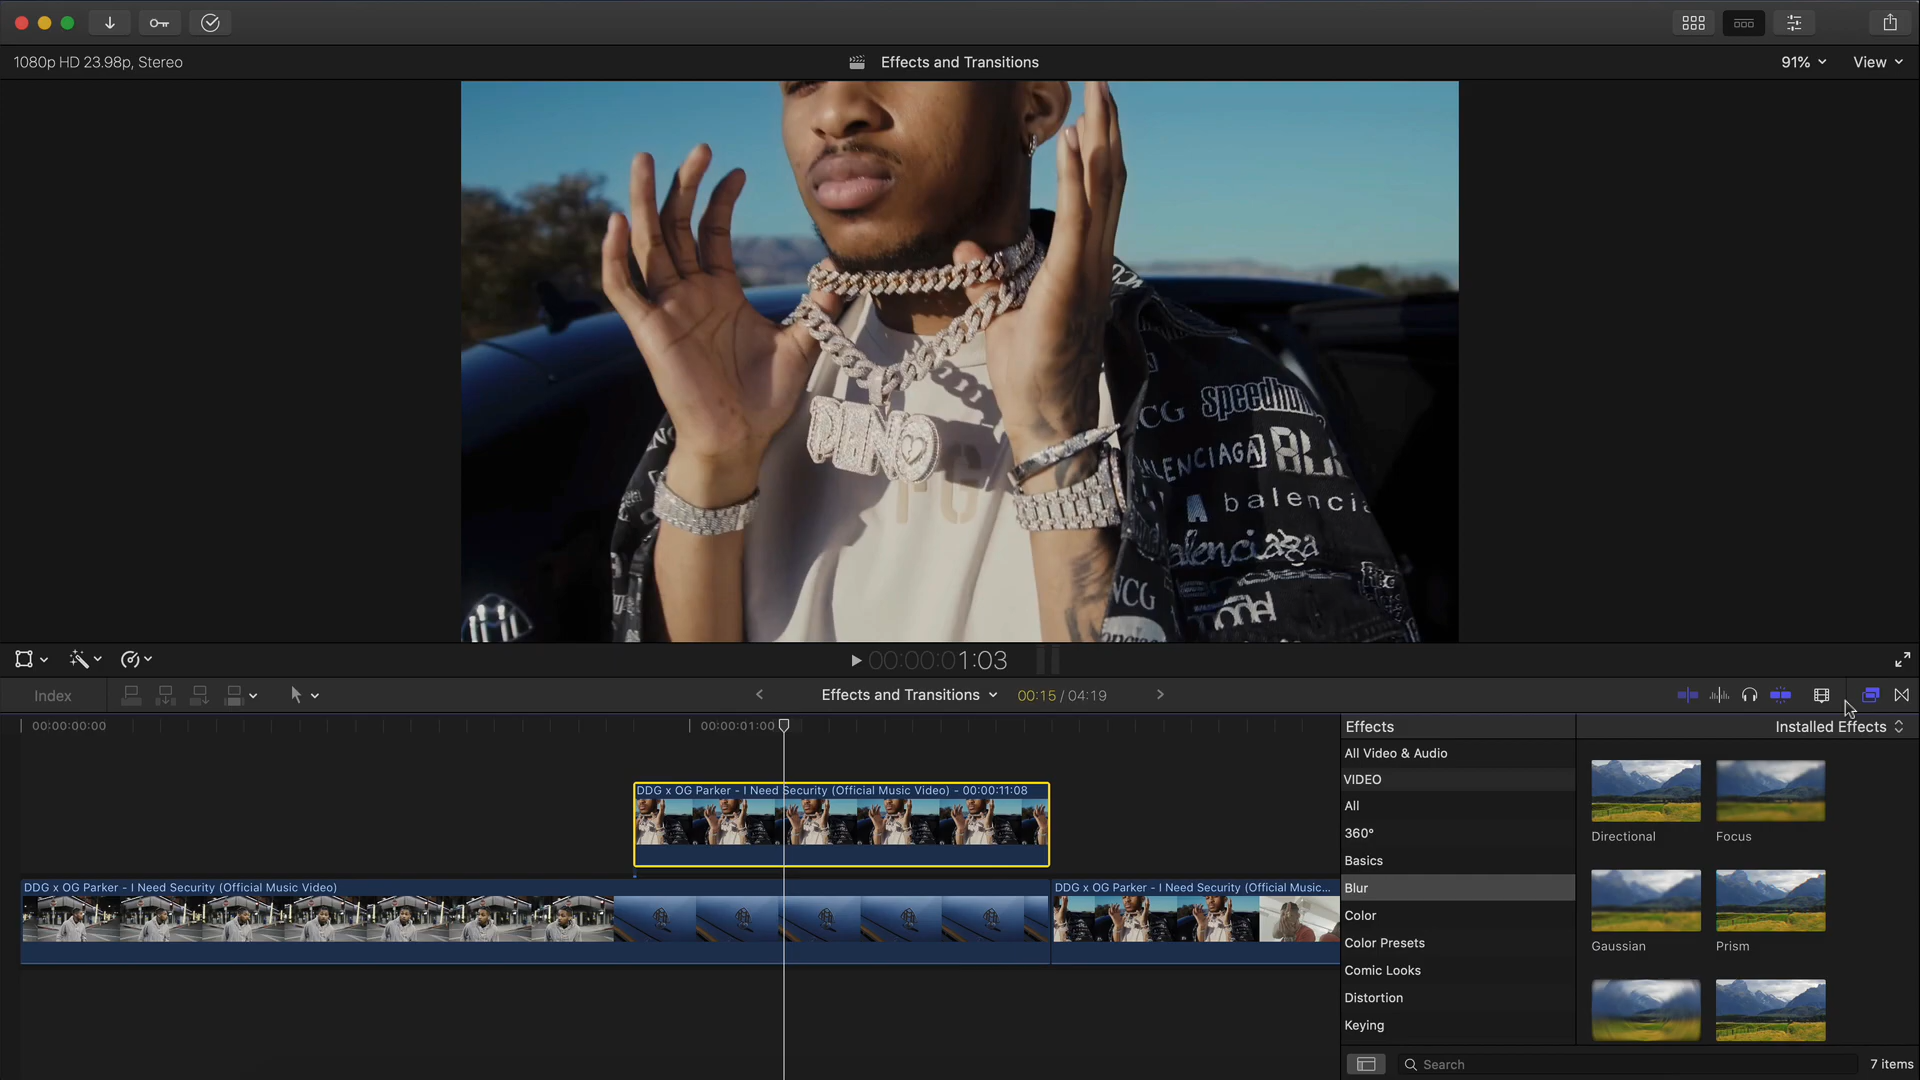 1080p HD 23.98p, Stereo
Effects and Transitions
91%
View
speedhun
BALENCIAGA
balencia
balenciaga
00:00:01:03
Index
Effects and Transitions
00:15 / 04:19
00:00:00:00
00:00:01:00
Effects
Installed Effects
All Video & Audio
VIDEO
All
360°
Basics
Blur
Color
Color Presets
Comic Looks
Distortion
Keying
Directional
Focus
Gaussian
Prism
DDG x OG Parker - I Need Security (Official Music Video) - 00:00:11:08
DDG x OG Parker - I Need Security (Official Music Video)
DDG x OG Parker - I Need Security (Official Music...
Search
7 items